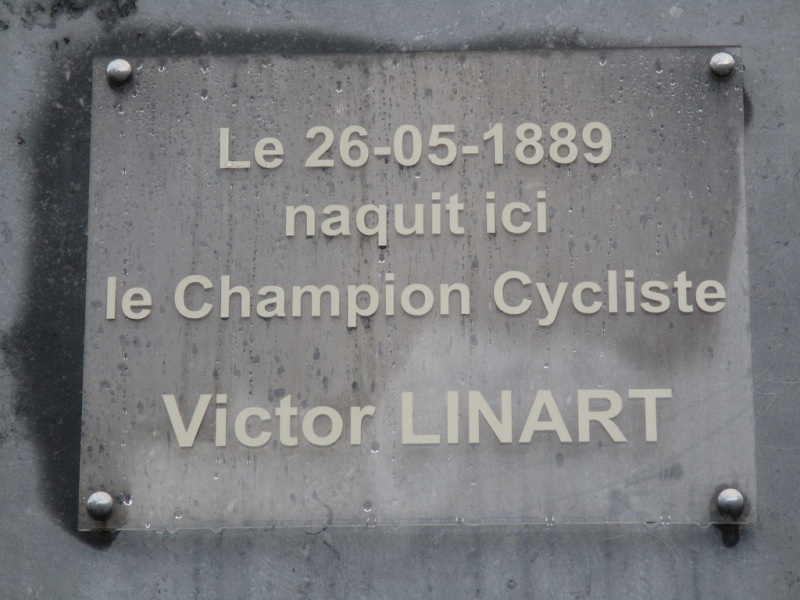 Le 26-05-1889
naquit ici
le Champion Cycliste
Victor LINART